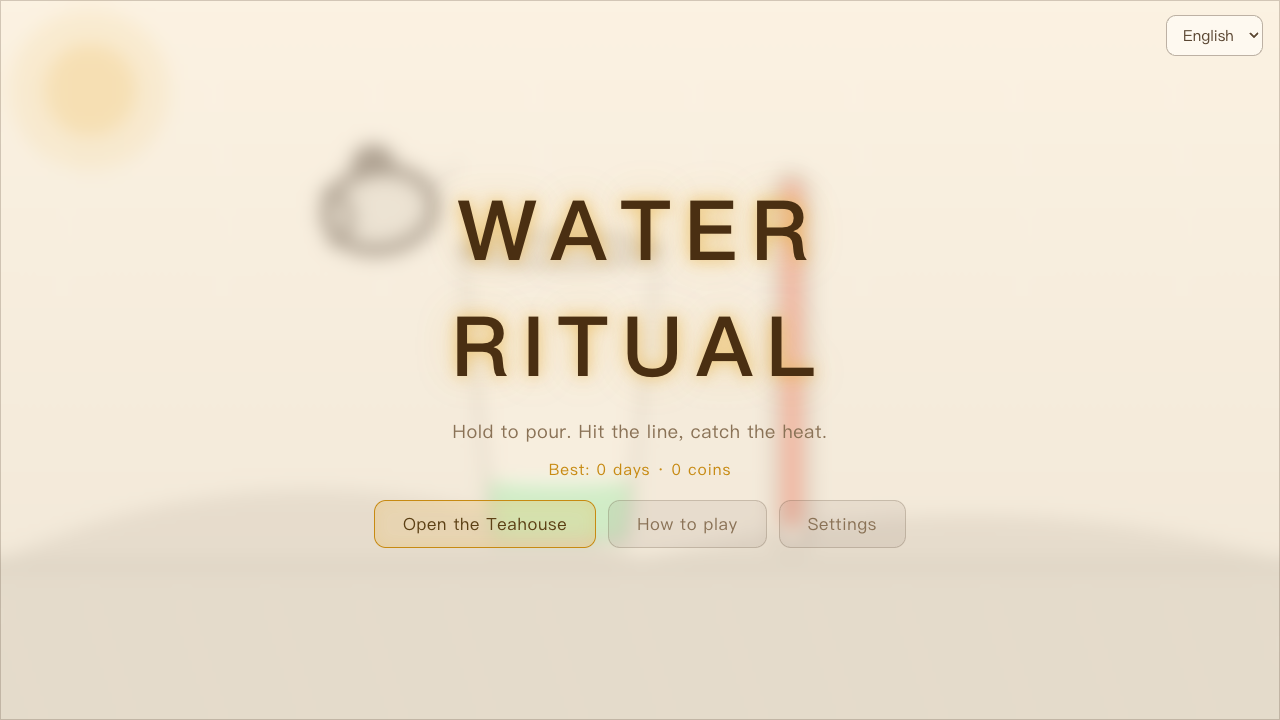 English
WATER
RITUAL
Hold to pour. Hit the line, catch the heat.
Best: 0 days · 0 coins
Open the Teahouse
How to play
Settings